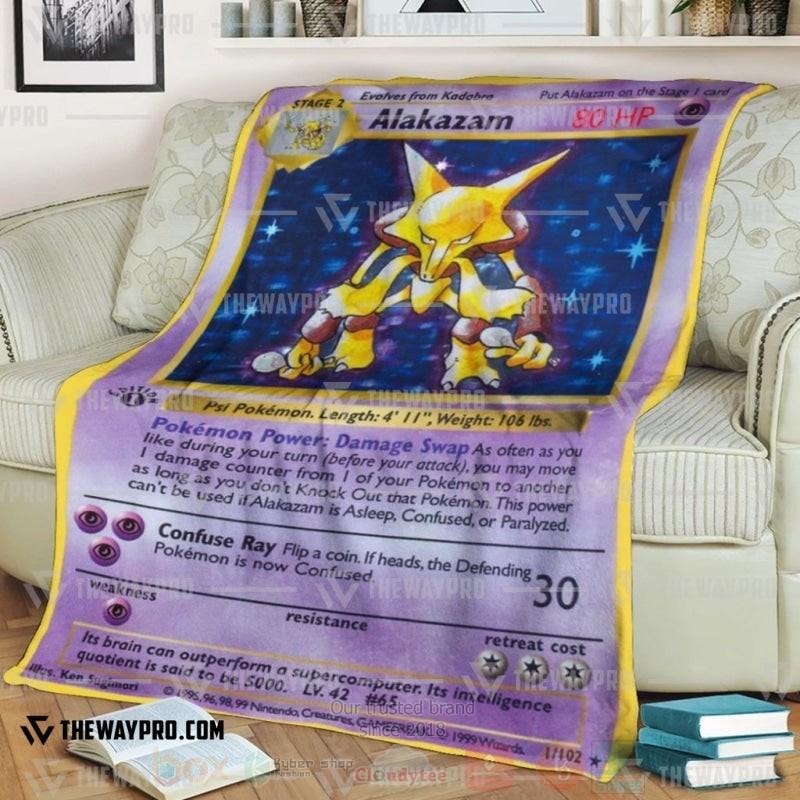 THEWAYPRO
STAGE 2
Evolves from Kadabra
Put Alakazam on the Stage 1 card
Alakazam
80 HP
THEWAYPRO
EDITION
1
Psi Pokémon. Length: 4' 11", Weight: 106 lbs.
Pokémon Power: Damage Swap As often as you
like during your turn (before your attack), you may move
1 damage counter from 1 of your Pokémon to another
as long as you don't Knock Out that Pokémon. This power
can't be used if Alakazam is Asleep, Confused, or Paralyzed.
Confuse Ray Flip a coin. If heads, the Defending
Pokémon is now Confused.
30
weakness
resistance
retreat cost
Its brain can outperform a supercomputer. Its intelligence
quotient is said to be 5000. LV. 42 #65
Illus. Ken Sugimori
© 1995, 96, 98, 99 Nintendo, Creatures, GAMEFREAK. © 1999 Wizards.
1/102
Our trusted brand
since 2018
THEWAYPRO.COM
box
Kyber shop
fashion
Cloudytee